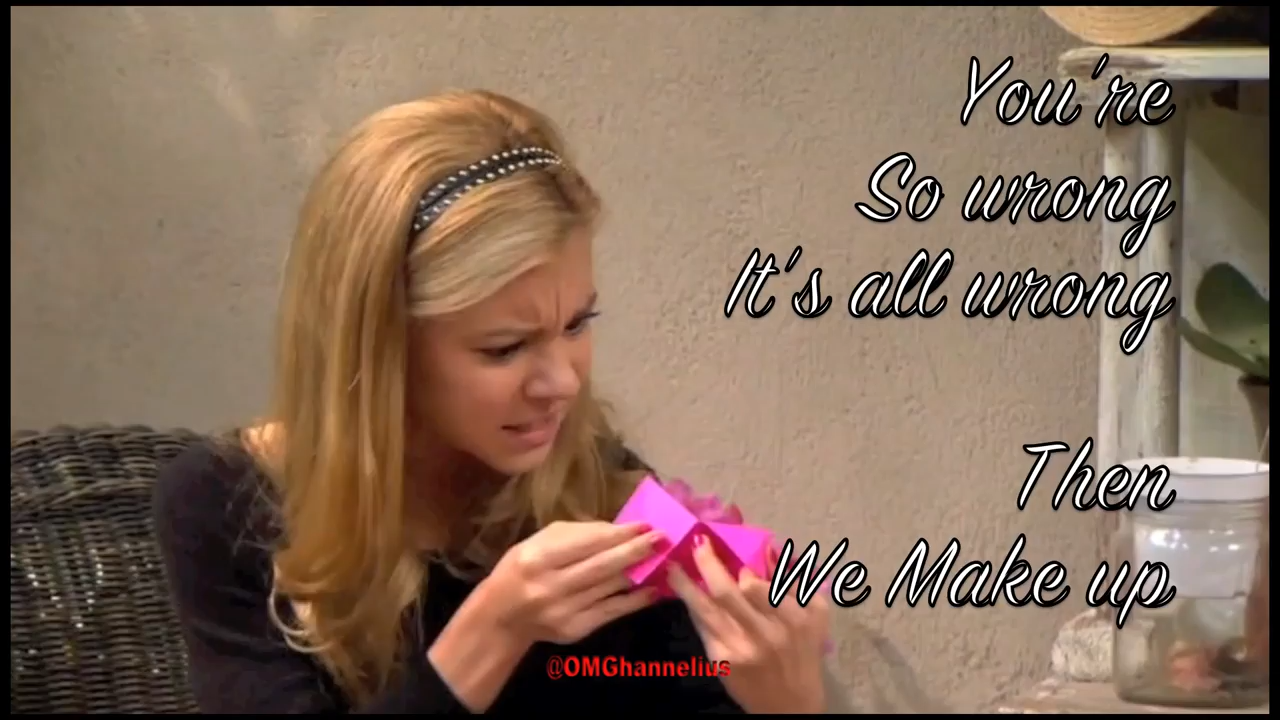 You're
So wrong
It's all wrong
Then
We Make up
@OMGhannelius